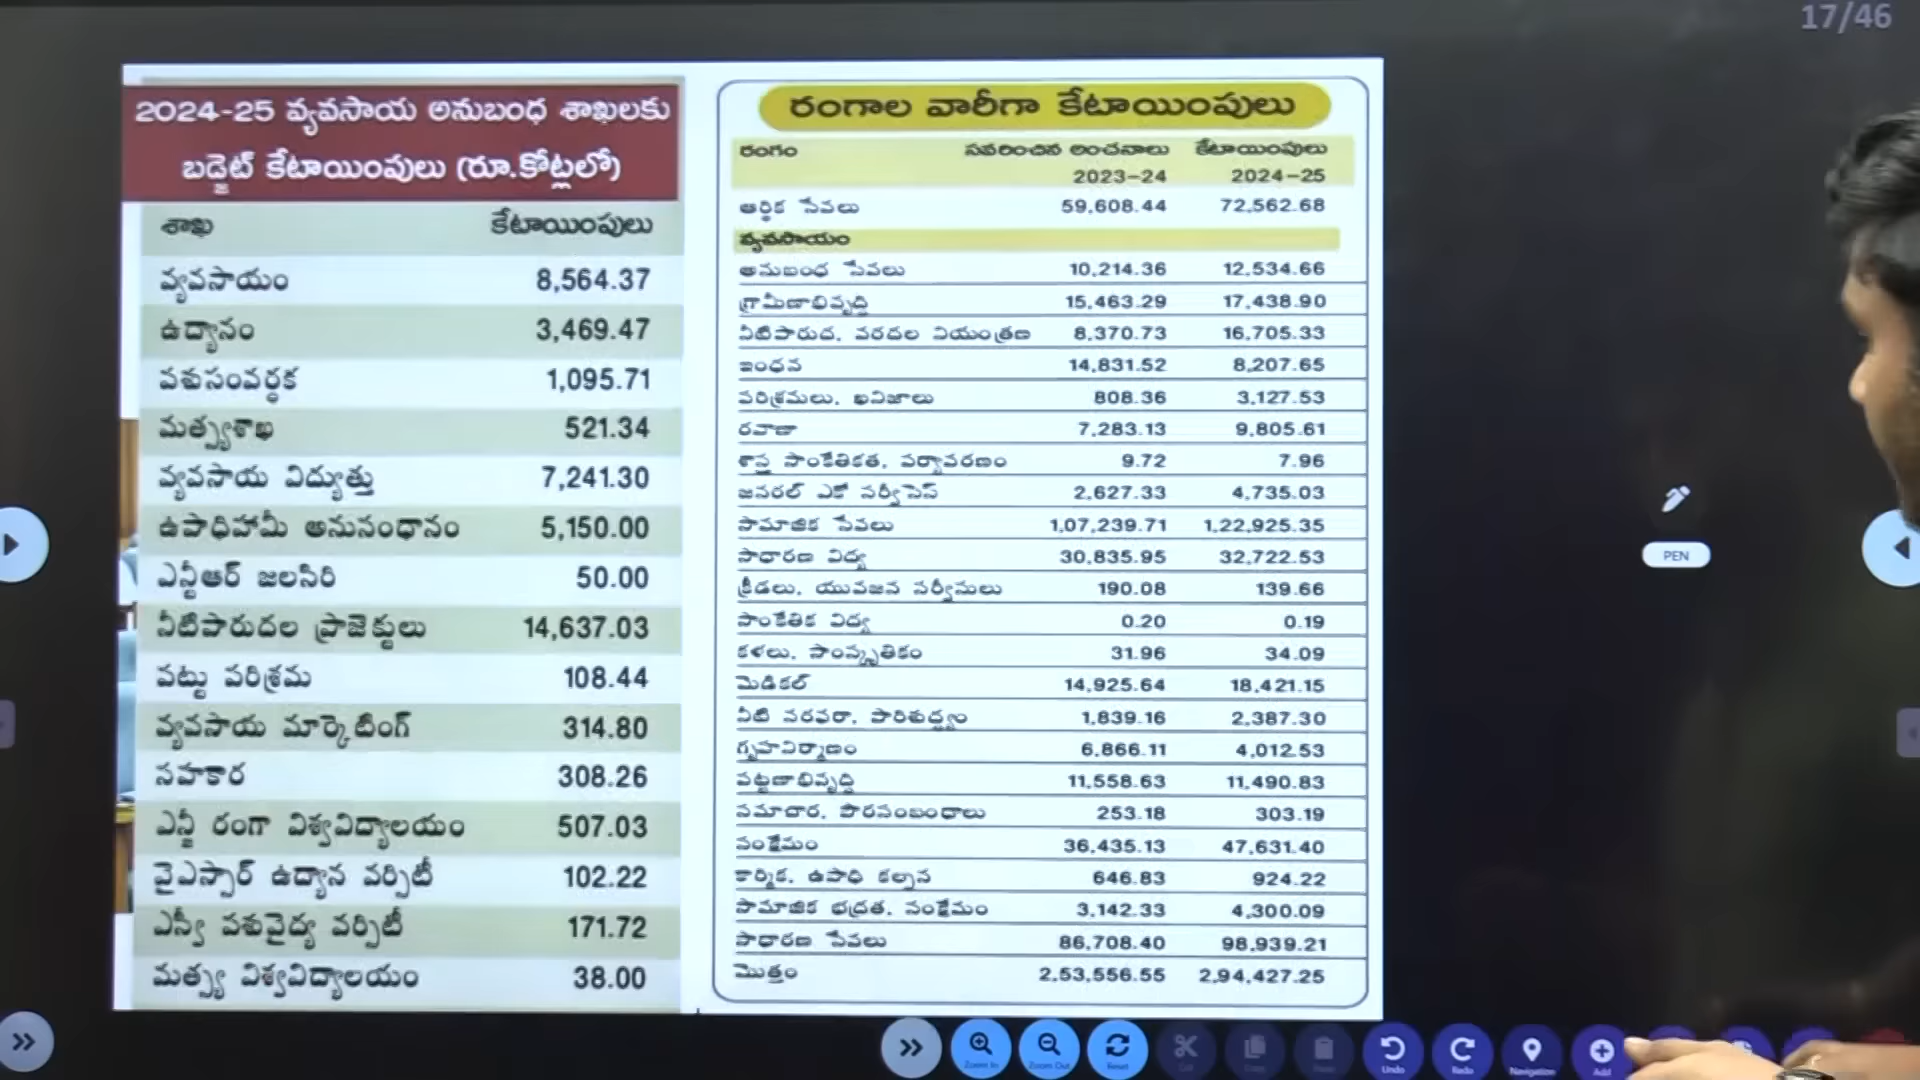 17/46
2024-25 వ్యవసాయ అనుబంధ శాఖలకు
బడ్జెట్ కేటాయింపులు (రూ.కోట్లలో)
శాఖ కేటాయింపులు
వ్యవసాయం 8,564.37
ఉద్యానం 3,469.47
పశుసంవర్థక 1,095.71
మత్స్యశాఖ 521.34
వ్యవసాయ విద్యుత్తు 7,241.30
ఉపాధిహామీ అనుసంధానం 5,150.00
ఎన్టీఆర్ జలసిరి 50.00
నీటిపారుదల ప్రాజెక్టులు 14,637.03
పట్టు పరిశ్రమ 108.44
వ్యవసాయ మార్కెటింగ్ 314.80
సహకార 308.26
ఎన్జీ రంగా విశ్వవిద్యాలయం 507.03
వైఎస్సార్ ఉద్యాన వర్సిటీ 102.22
ఎస్వీ పశువైద్య వర్సిటీ 171.72
మత్స్య విశ్వవిద్యాలయం 38.00
రంగాల వారీగా కేటాయింపులు
రంగం సవరించిన అంచనాలు కేటాయింపులు
2023-24 2024-25
ఆర్థిక సేవలు 59,608.44 72,562.68
వ్యవసాయం
అనుబంధ సేవలు 10,214.36 12,534.66
గ్రామీణాభివృద్ధి 15,463.29 17,438.90
నీటిపారుద, వరదల నియంత్రణ 8,370.73 16,705.33
ఇంధన 14,831.52 8,207.65
పరిశ్రమలు, ఖనిజాలు 808.36 3,127.53
రవాణా 7,283.13 9,805.61
శాస్త్ర సాంకేతికత, పర్యావరణం 9.72 7.96
జనరల్ ఎకో సర్వీసెస్ 2,627.33 4,735.03
సామాజిక సేవలు 1,07,239.71 1,22,925.35
సాధారణ విద్య 30,835.95 32,722.53
క్రీడలు, యువజన సర్వీసులు 190.08 139.66
సాంకేతిక విద్య 0.20 0.19
కళలు, సాంస్కృతికం 31.96 34.09
మెడికల్ 14,925.64 18,421.15
నీటి సరఫరా, పారిశుద్ధ్యం 1,839.16 2,387.30
గృహనిర్మాణం 6,866.11 4,012.53
పట్టణాభివృద్ధి 11,558.63 11,490.83
సమాచార, పౌరసంబంధాలు 253.18 303.19
సంక్షేమం 36,435.13 47,631.40
కార్మిక, ఉపాధి కల్పన 646.83 924.22
సామాజిక భద్రత, సంక్షేమం 3,142.33 4,300.09
సాధారణ సేవలు 86,708.40 98,939.21
మొత్తం 2,53,556.55 2,94,427.25
PEN
Zoom In Zoom Out Reset Undo Redo Navigation Add